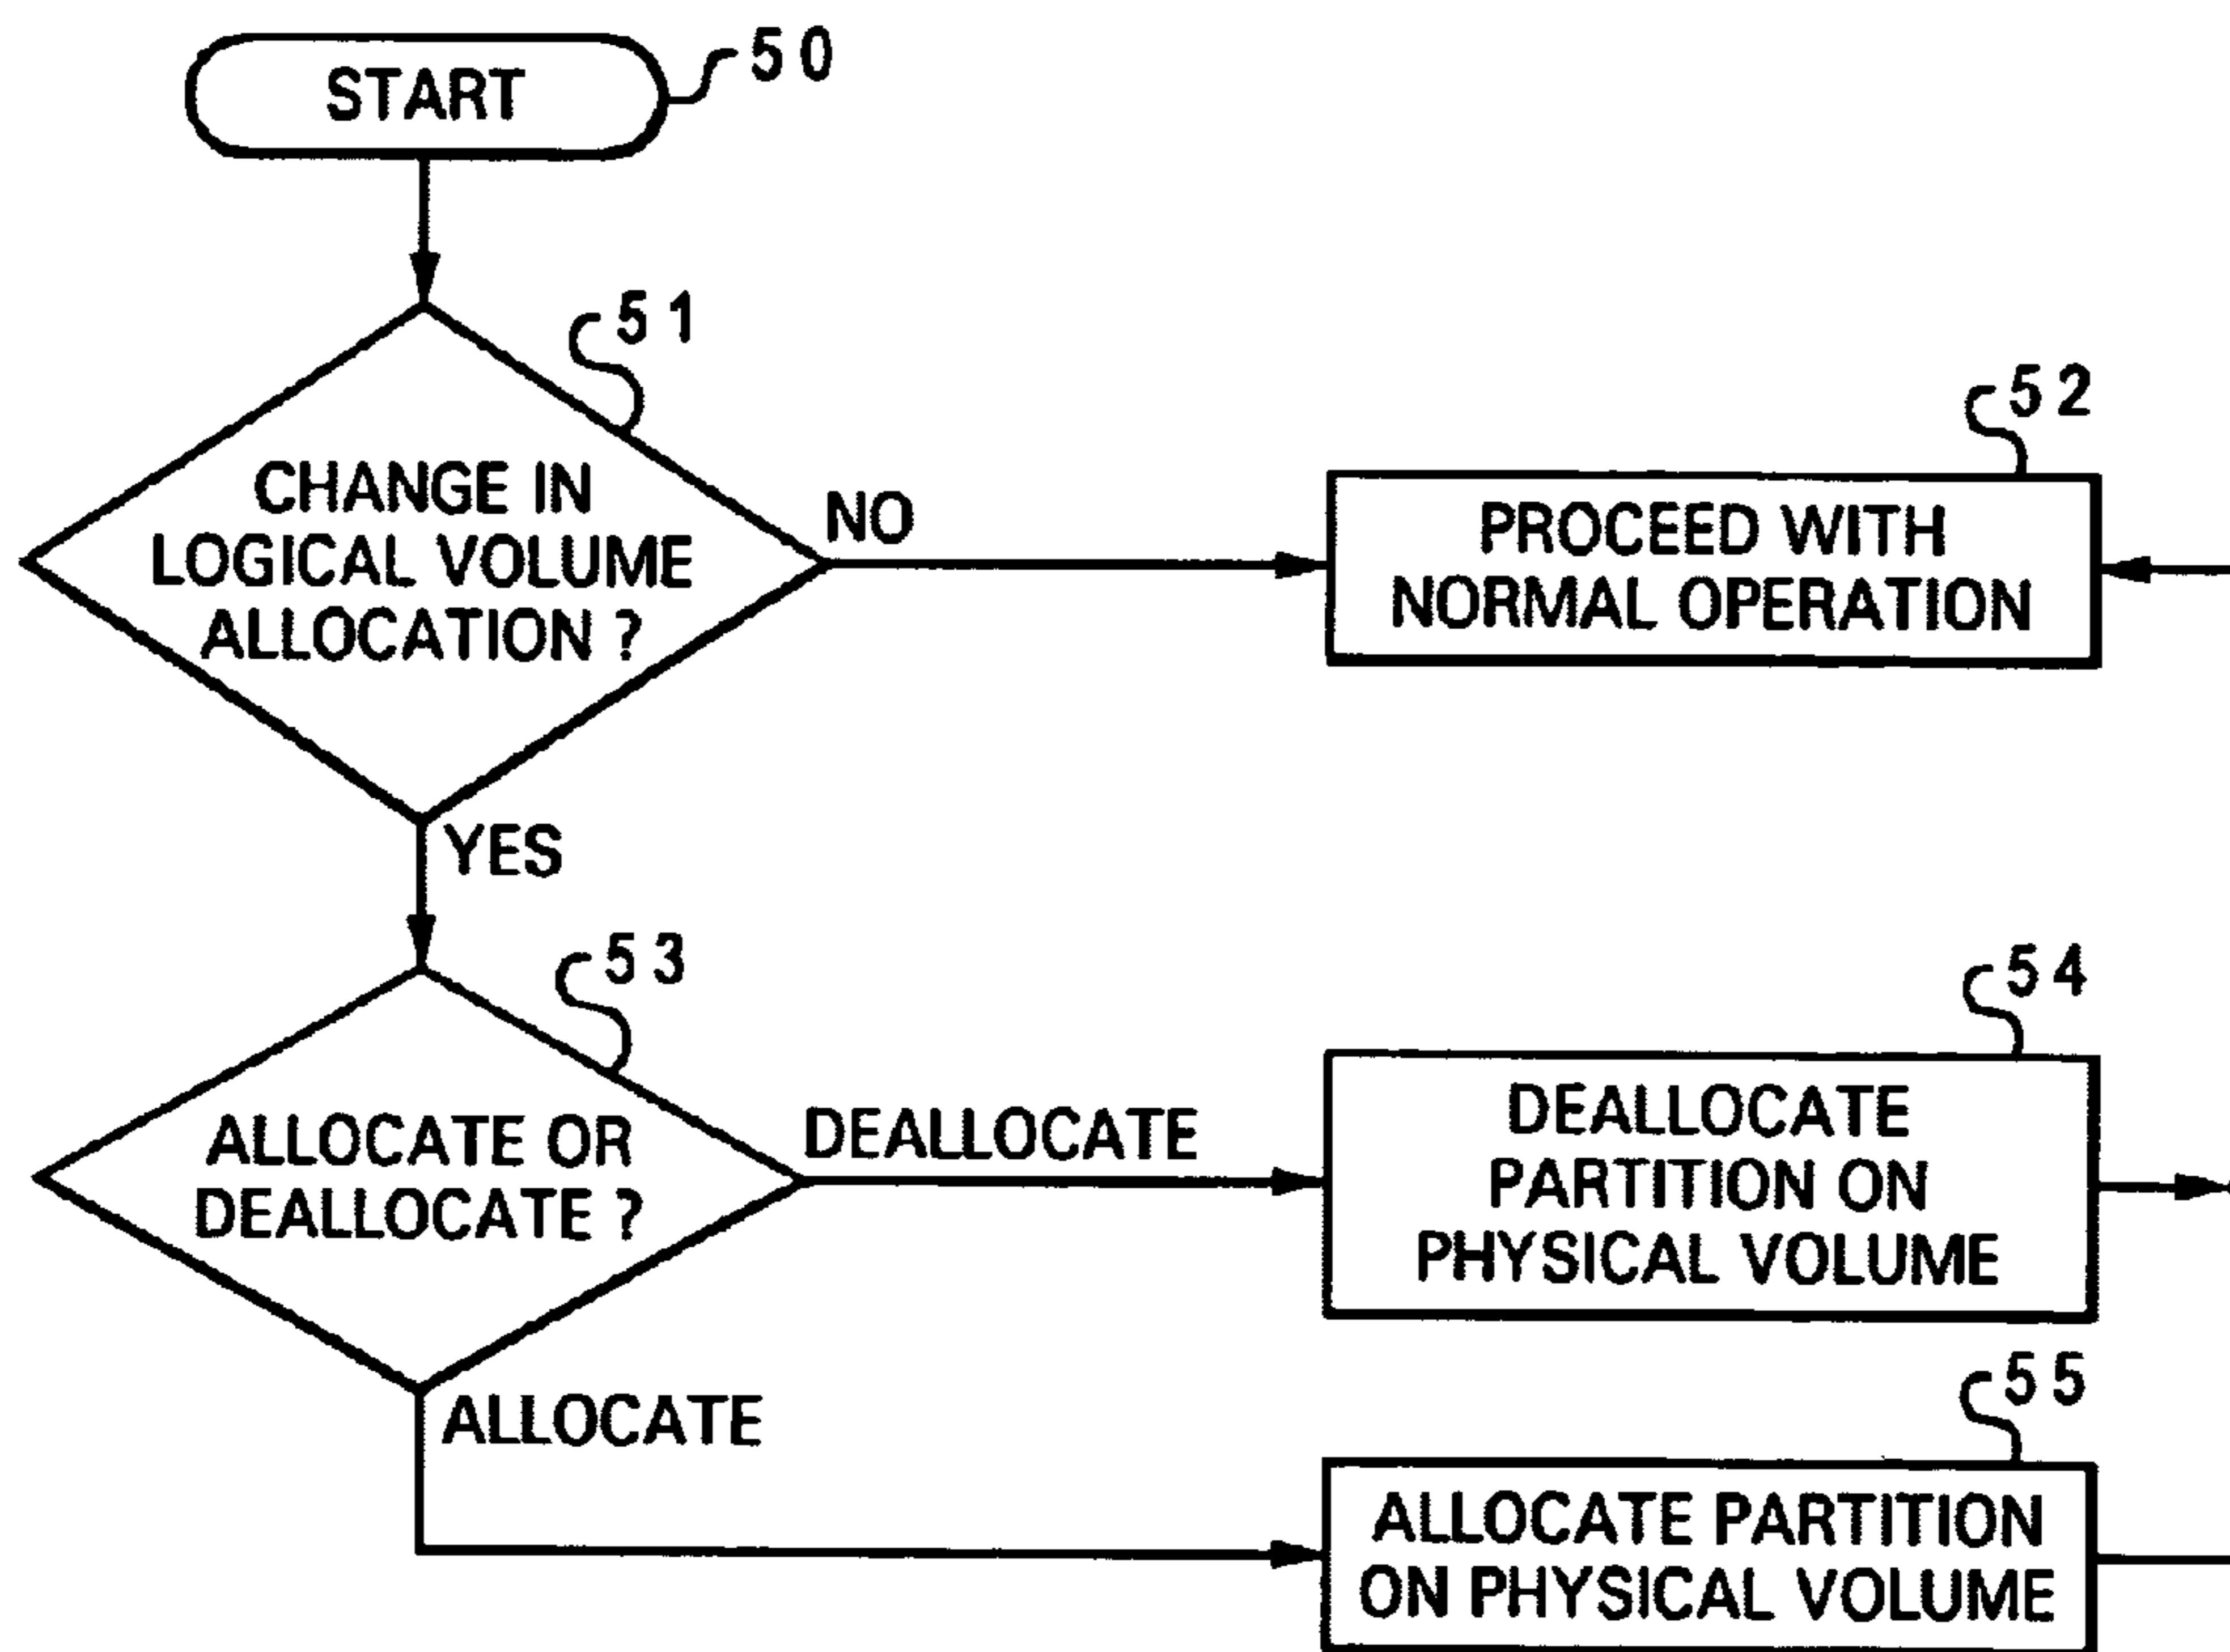 START
50
51
CHANGE IN
LOGICAL VOLUME
ALLOCATION ?
NO
52
PROCEED WITH
NORMAL OPERATION
YES
53
ALLOCATE OR
DEALLOCATE ?
DEALLOCATE
54
DEALLOCATE
PARTITION ON
PHYSICAL VOLUME
ALLOCATE
55
ALLOCATE PARTITION
ON PHYSICAL VOLUME